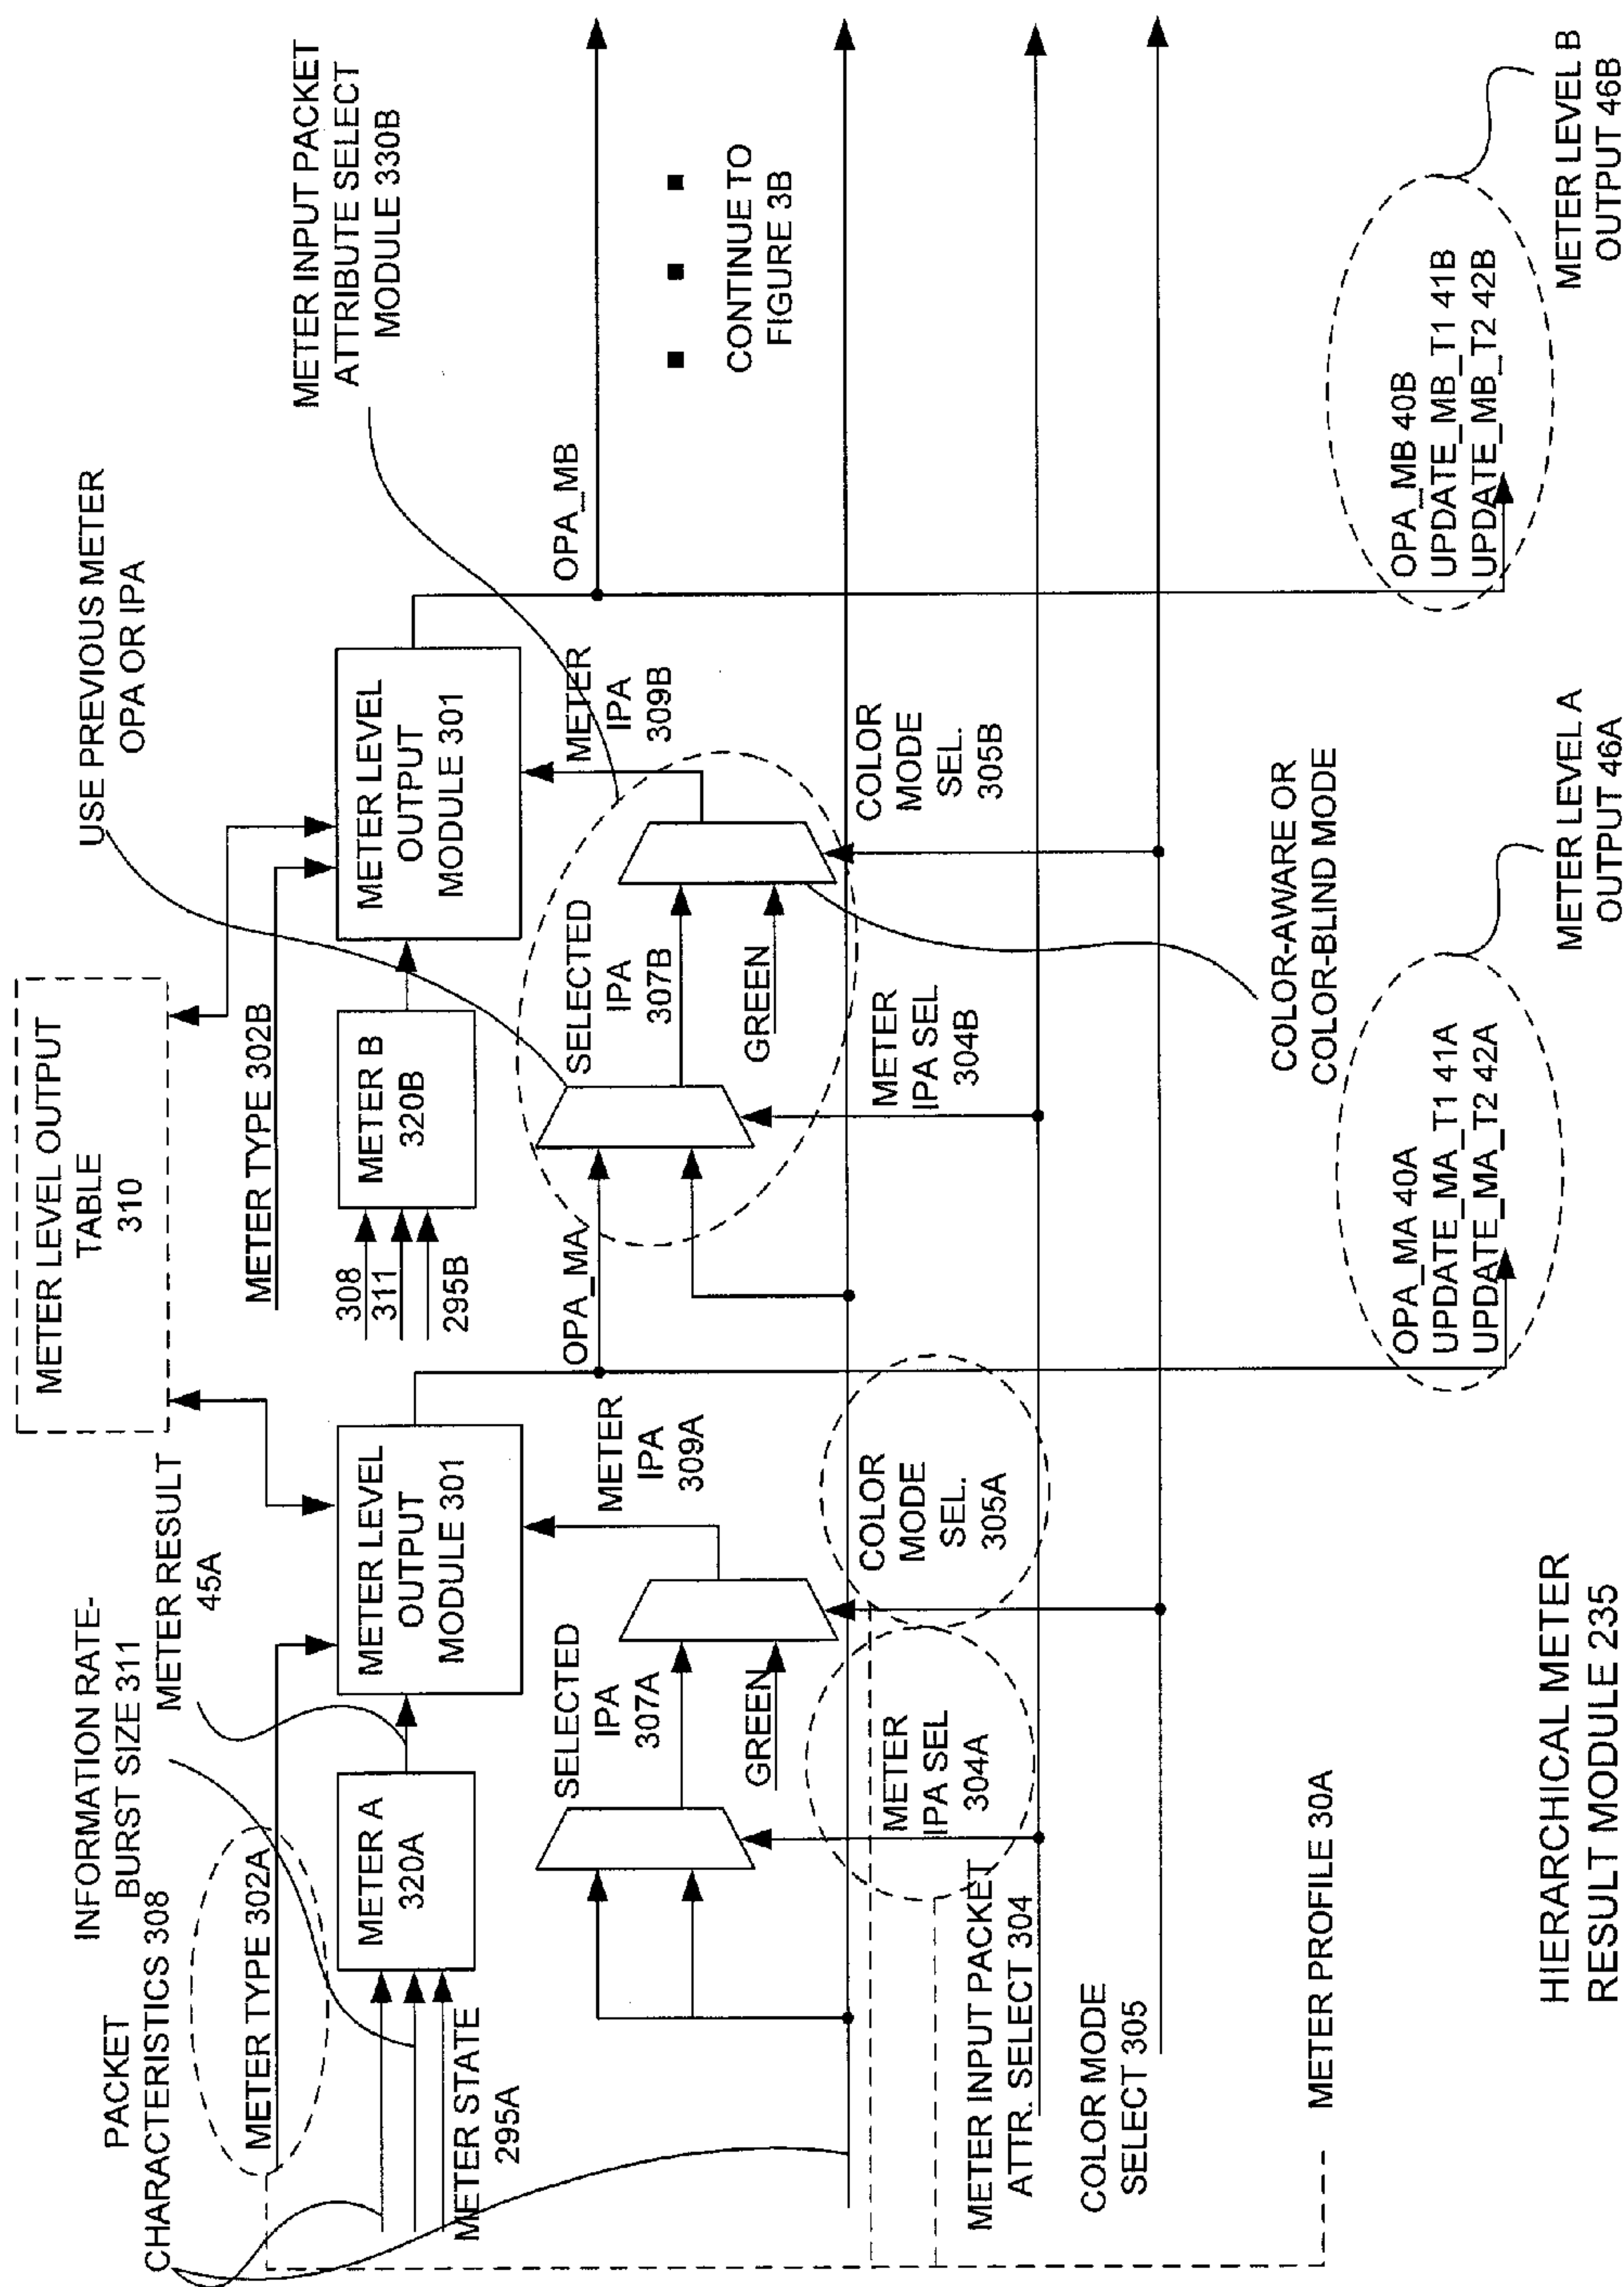 METER LEVEL OUTPUT
TABLE
310
USE PREVIOUS METER
OPA OR IPA
METER INPUT PACKET
ATTRIBUTE SELECT
MODULE 330B
INFORMATION RATE-
BURST SIZE 311
METER RESULT
45A
PACKET
CHARACTERISTICS 308
METER TYPE 302A
METER A
320A
METER LEVEL
OUTPUT
MODULE 301
METER STATE
295A
METER TYPE 302B
METER B
320B
308
311
295B
METER LEVEL
OUTPUT
MODULE 301
OPA_MA
OPA_MB
SELECTED
IPA
307A
GREEN
METER
IPA
309A
SELECTED
IPA
307B
GREEN
METER
IPA
309B
CONTINUE TO
FIGURE 3B
METER
IPA SEL
304A
COLOR
MODE
SEL.
305A
METER
IPA SEL
304B
COLOR
MODE
SEL.
305B
METER INPUT PACKET
ATTR. SELECT 304
COLOR MODE
SELECT 305
COLOR-AWARE OR
COLOR-BLIND MODE
METER PROFILE 30A
OPA_MA 40A
UPDATE_MA_T1 41A
UPDATE_MA_T2 42A
METER LEVEL A
OUTPUT 46A
OPA_MB 40B
UPDATE_MB_T1 41B
UPDATE_MB_T2 42B
METER LEVEL B
OUTPUT 46B
HIERARCHICAL METER
RESULT MODULE 235